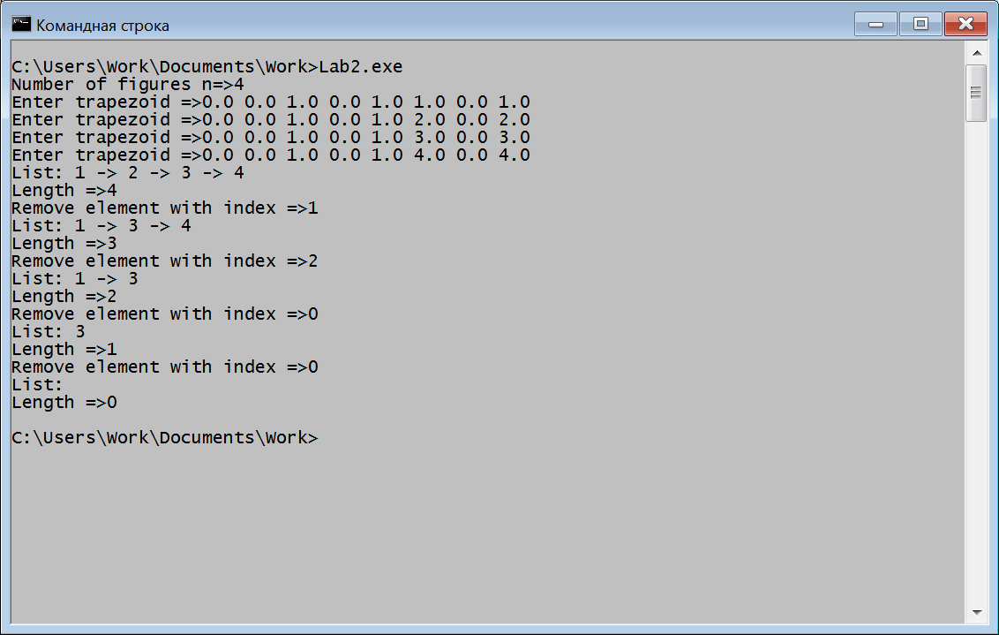 Командная строка
C:\Users\Work\Documents\Work>Lab2.exe
Number of figures n=>4
Enter trapezoid =>0.0 0.0 1.0 0.0 1.0 1.0 0.0 1.0
Enter trapezoid =>0.0 0.0 1.0 0.0 1.0 2.0 0.0 2.0
Enter trapezoid =>0.0 0.0 1.0 0.0 1.0 3.0 0.0 3.0
Enter trapezoid =>0.0 0.0 1.0 0.0 1.0 4.0 0.0 4.0
List: 1 -> 2 -> 3 -> 4
Length =>4
Remove element with index =>1
List: 1 -> 3 -> 4
Length =>3
Remove element with index =>2
List: 1 -> 3
Length =>2
Remove element with index =>0
List: 3
Length =>1
Remove element with index =>0
List:
Length =>0
C:\Users\Work\Documents\Work>